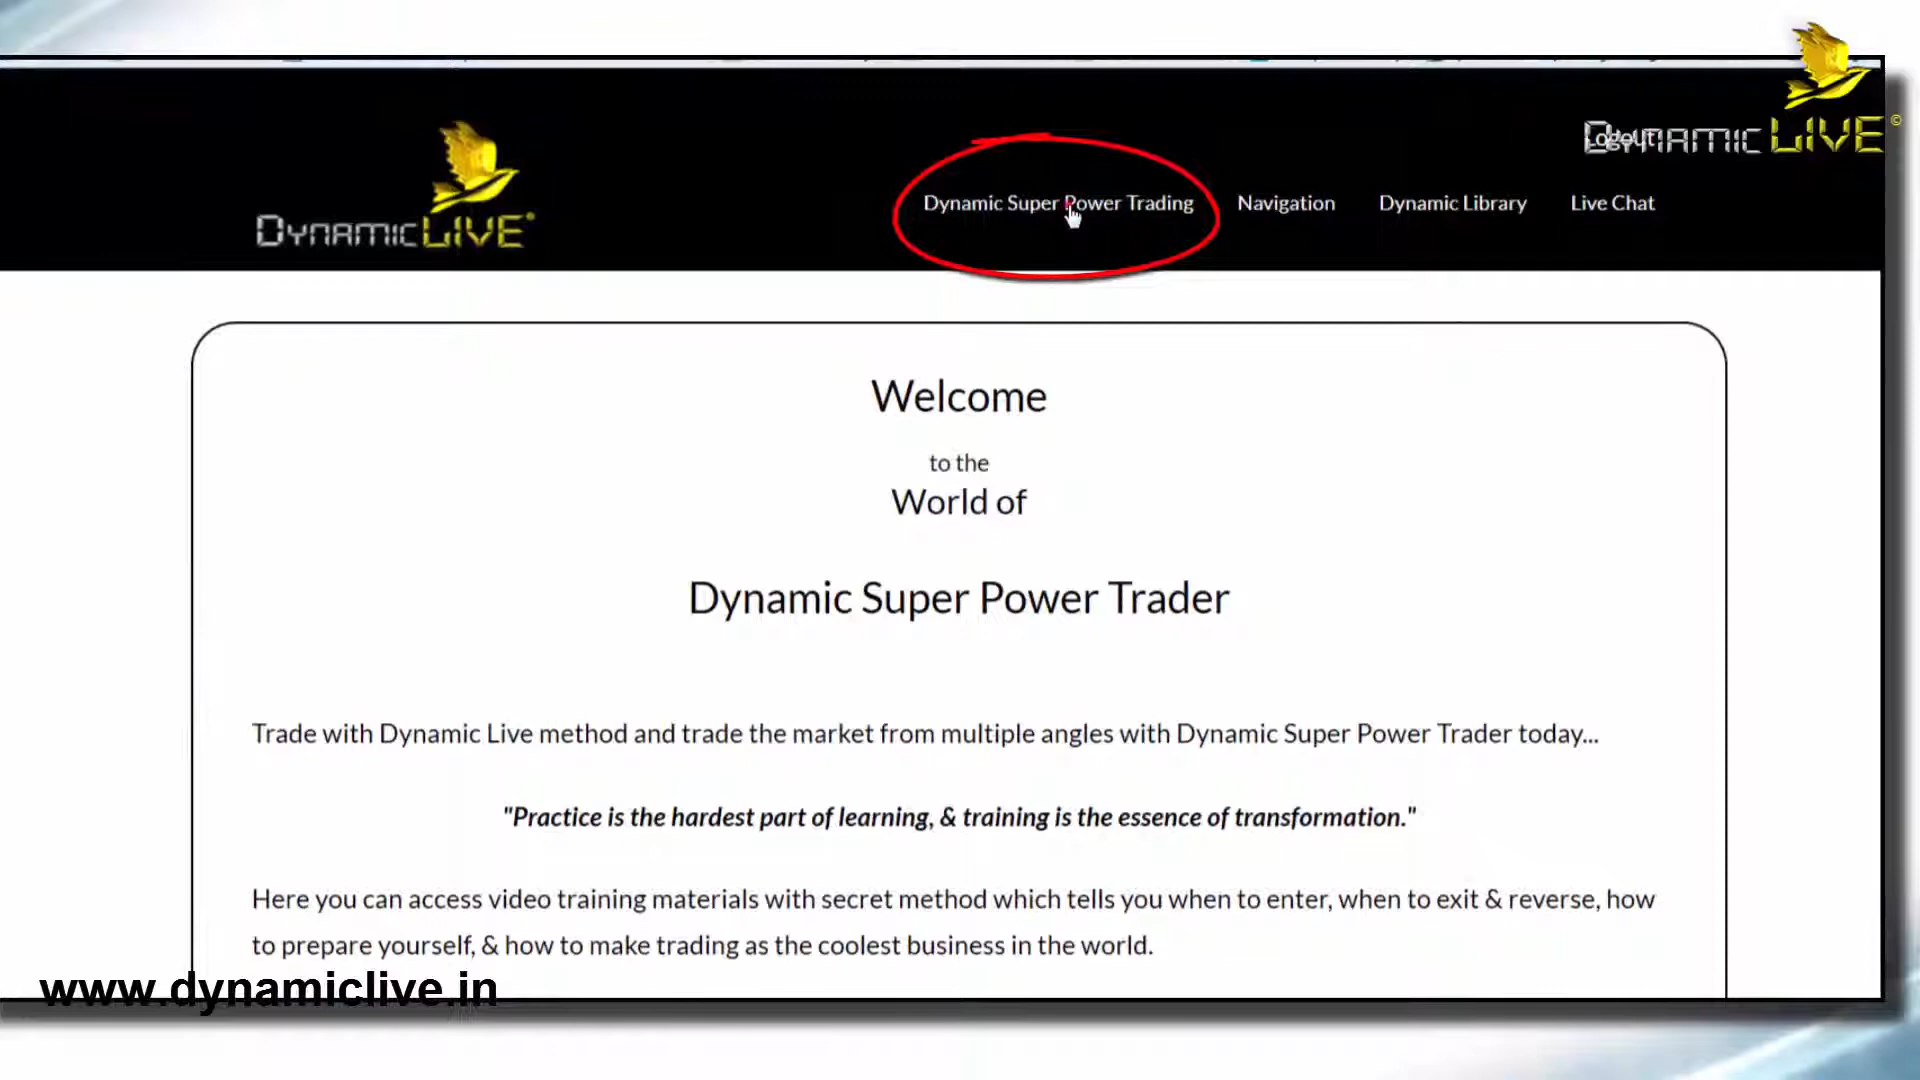 DYNAMIC LIVE ©
Logout
DYNAMIC LIVE
Dynamic Super Power Trading
Navigation
Dynamic Library
Live Chat
Welcome
to the
World of
Dynamic Super Power Trader
Trade with Dynamic Live method and trade the market from multiple angles with Dynamic Super Power Trader today...
"Practice is the hardest part of learning, & training is the essence of transformation."
Here you can access video training materials with secret method which tells you when to enter, when to exit & reverse, how
to prepare yourself, & how to make trading as the coolest business in the world.
www.dynamiclive.in